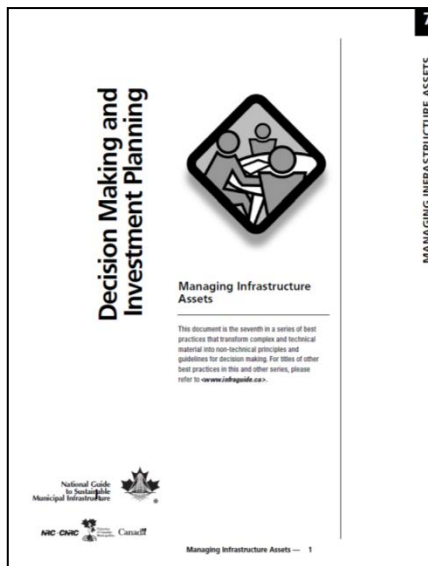 7
MANAGING INFRASTRUCTURE ASSETS
Decision Making and
Investment Planning
Managing Infrastructure
Assets
This document is the seventh in a series of best
practices that transform complex and technical
material into non-technical principles and
guidelines for decision making. For titles of other
best practices in this and other series, please
refer to <www.infraguide.ca>.
National Guide
to Sustainable
Municipal Infrastructure
NRC · CNRC
Canada
Managing Infrastructure Assets — 1